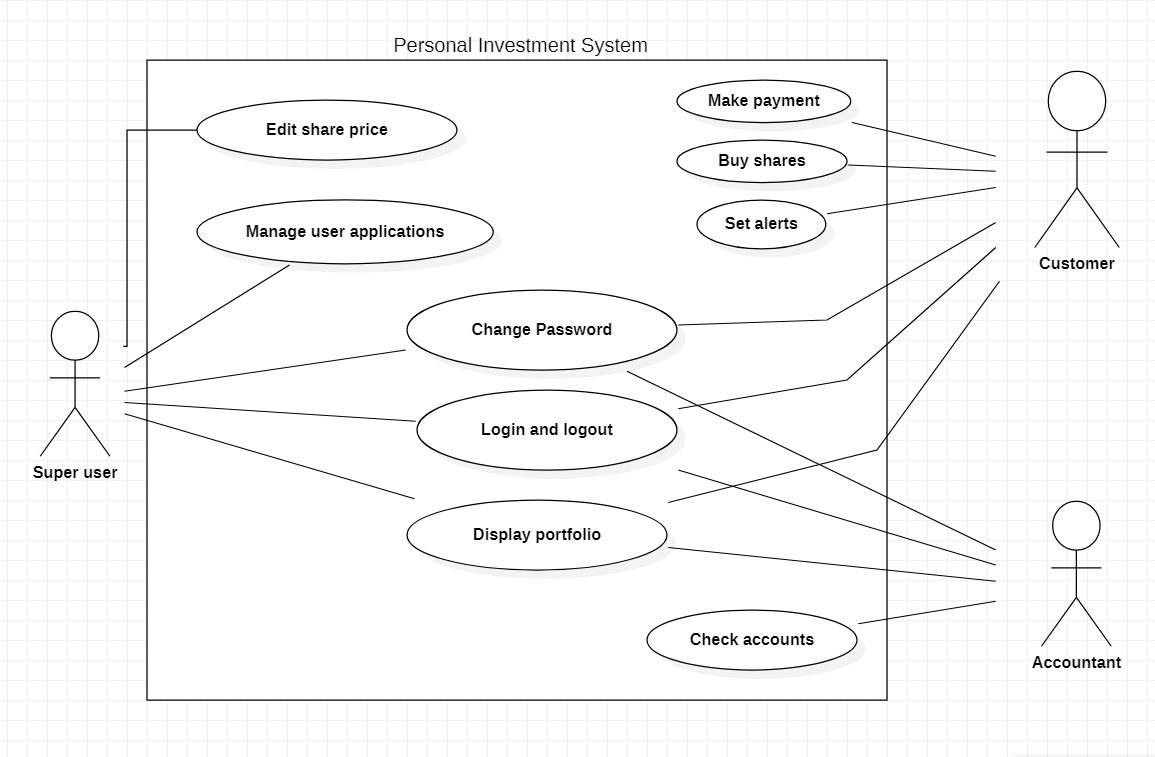 Personal Investment System
Edit share price
Make payment
Buy shares
Manage user applications
Set alerts
Customer
Change Password
Login and logout
Super user
Display portfolio
Check accounts
Accountant